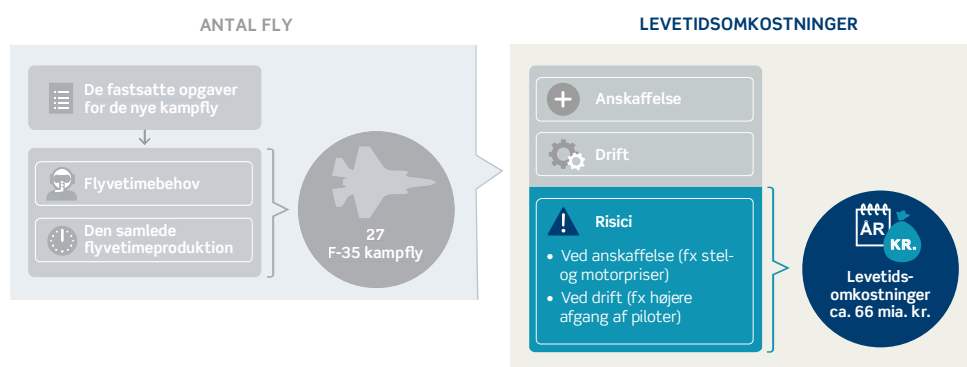 ANTAL FLY
De fastsatte opgaver
for de nye kampfly
Flyvetimebehov
Den samlede
flyvetimeproduktion
27
F-35 kampfly
LEVETIDSOMKOSTNINGER
Anskaffelse
Drift
Risici
• Ved anskaffelse (fx stel-
og motorpriser)
• Ved drift (fx højere
afgang af piloter)
ÅR
KR.
Levetids-
omkostninger
ca. 66 mia. kr.